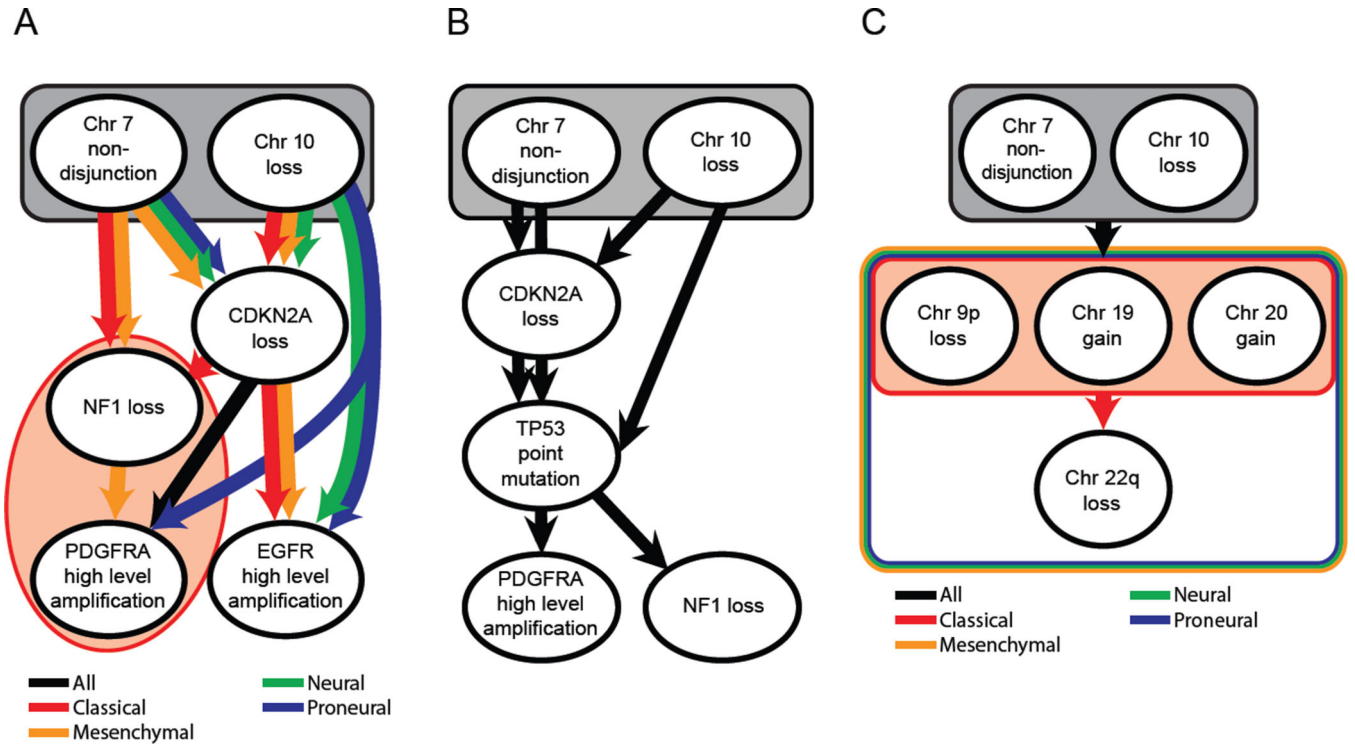 A
Chr 7
non-
disjunction
Chr 10
loss
CDKN2A
loss
NF1 loss
PDGFRA
high level
amplification
EGFR
high level
amplification
All
Classical
Mesenchymal
Neural
Proneural
B
Chr 7
non-
disjunction
Chr 10
loss
CDKN2A
loss
TP53
point
mutation
PDGFRA
high level
amplification
NF1 loss
C
Chr 7
non-
disjunction
Chr 10
loss
Chr 9p
loss
Chr 19
gain
Chr 20
gain
Chr 22q
loss
All
Classical
Mesenchymal
Neural
Proneural